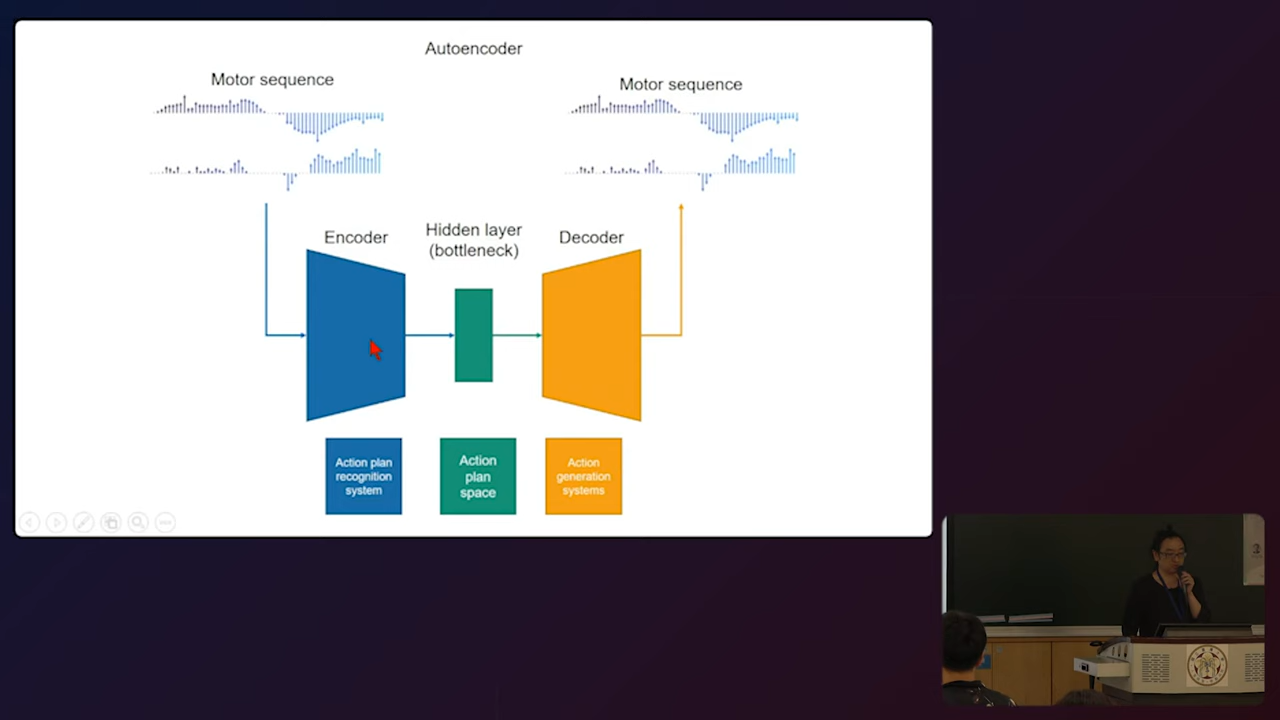 Autoencoder
Motor sequence
Motor sequence
Encoder
Hidden layer
(bottleneck)
Decoder
Action plan
recognition
system
Action
plan
space
Action
generation
systems